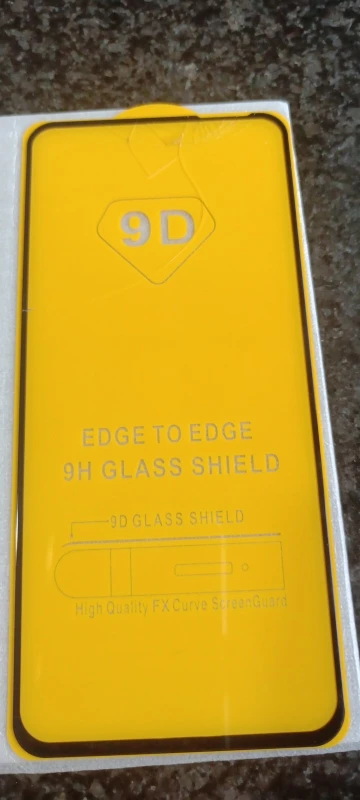 9D
EDGE TO EDGE
9H GLASS SHIELD
9D GLASS SHIELD
High Quality FX Curve ScreenGuard